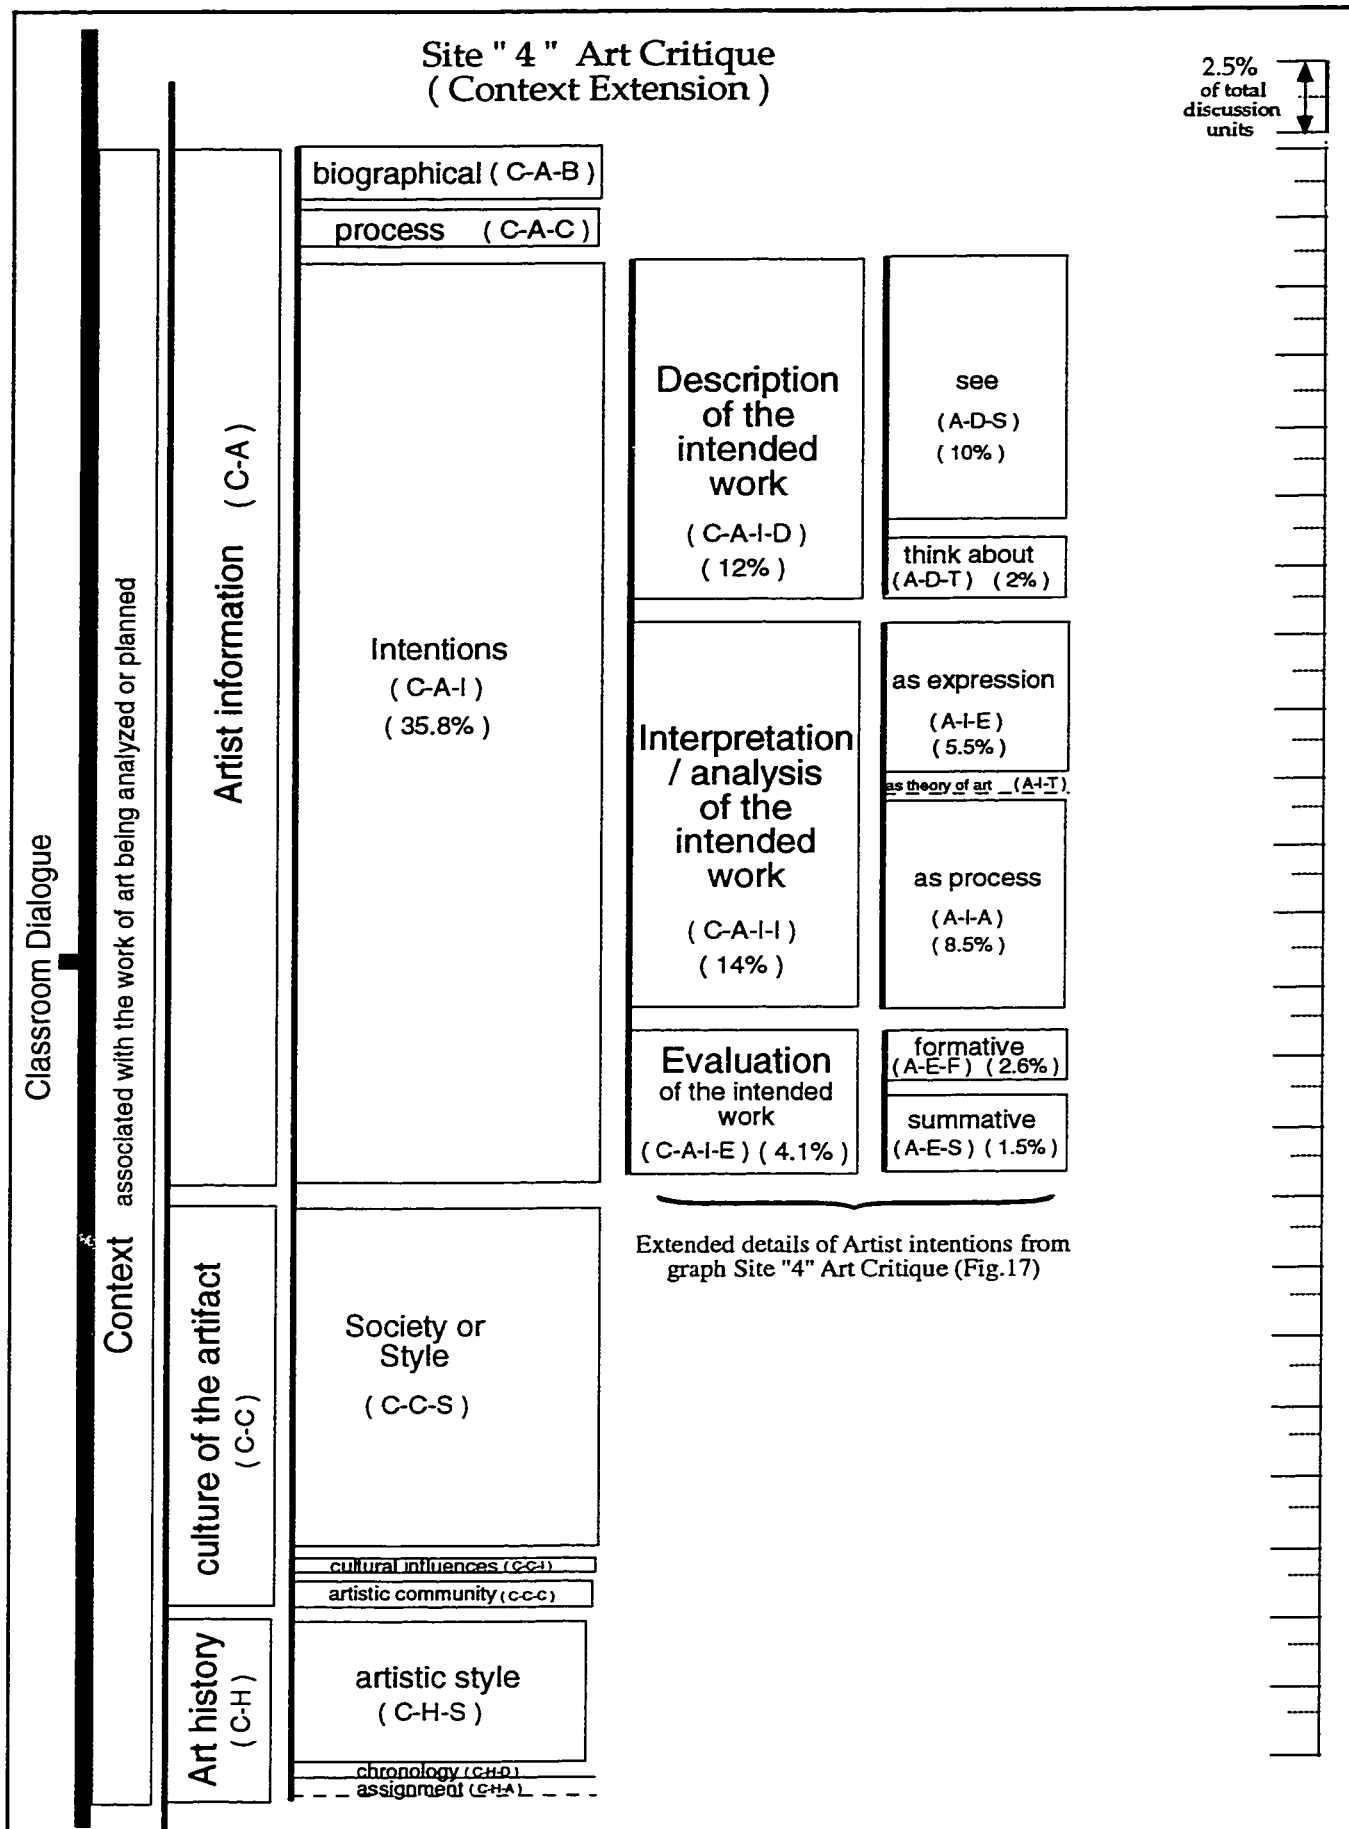 Site " 4 " Art Critique
( Context Extension )
2.5%
of total
discussion
units
Classroom Dialogue
Context associated with the work of art being analyzed or planned
Artist information ( C-A )
biographical ( C-A-B )
process ( C-A-C )
Intentions
( C-A-I )
( 35.8% )
Description
of the
intended
work
( C-A-I-D )
( 12% )
see
( A-D-S )
( 10% )
think about
( A-D-T ) ( 2% )
Interpretation
/ analysis
of the
intended
work
( C-A-I-I )
( 14% )
as expression
( A-I-E )
( 5.5% )
as theory of art ( A-I-T )
as process
( A-I-A )
( 8.5% )
Evaluation
of the intended
work
( C-A-I-E ) ( 4.1% )
formative
( A-E-F ) ( 2.6% )
summative
( A-E-S ) ( 1.5% )
Extended details of Artist intentions from
graph Site "4" Art Critique (Fig.17)
culture of the artifact
( C-C )
Society or
Style
( C-C-S )
cultural influences ( C-C-I )
artistic community ( C-C-C )
Art history
( C-H )
artistic style
( C-H-S )
chronology ( C-H-D )
assignment ( C-H-A )